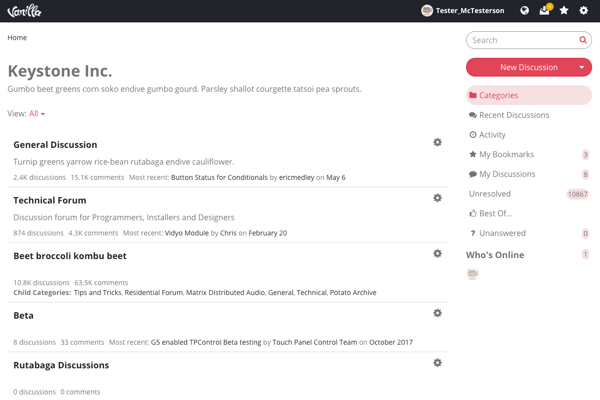 Vanilla
Tester_McTesterson
Home
Keystone Inc.
Gumbo beet greens corn soko endive gumbo gourd. Parsley shallot courgette tatsoi pea sprouts.
View: All
General Discussion
Turnip greens yarrow rice-bean rutabaga endive cauliflower.
2.4K discussions 15.1K comments Most recent: Button Status for Conditionals by ericmedley on May 6
Technical Forum
Discussion forum for Programmers, Installers and Designers
874 discussions 4.3K comments Most recent: Vidyo Module by Chris on February 20
Beet broccoli kombu beet
10.8K discussions 63.5K comments
Child Categories: Tips and Tricks, Residential Forum, Matrix Distributed Audio, General, Technical, Potato Archive
Beta
8 discussions 33 comments Most recent: G5 enabled TPControl Beta testing by Touch Panel Control Team on October 2017
Rutabaga Discussions
0 discussions 0 comments
Search
New Discussion
Categories
Recent Discussions
Activity
My Bookmarks 3
My Discussions 8
Unresolved 10867
Best Of...
? Unanswered 0
Who's Online 1